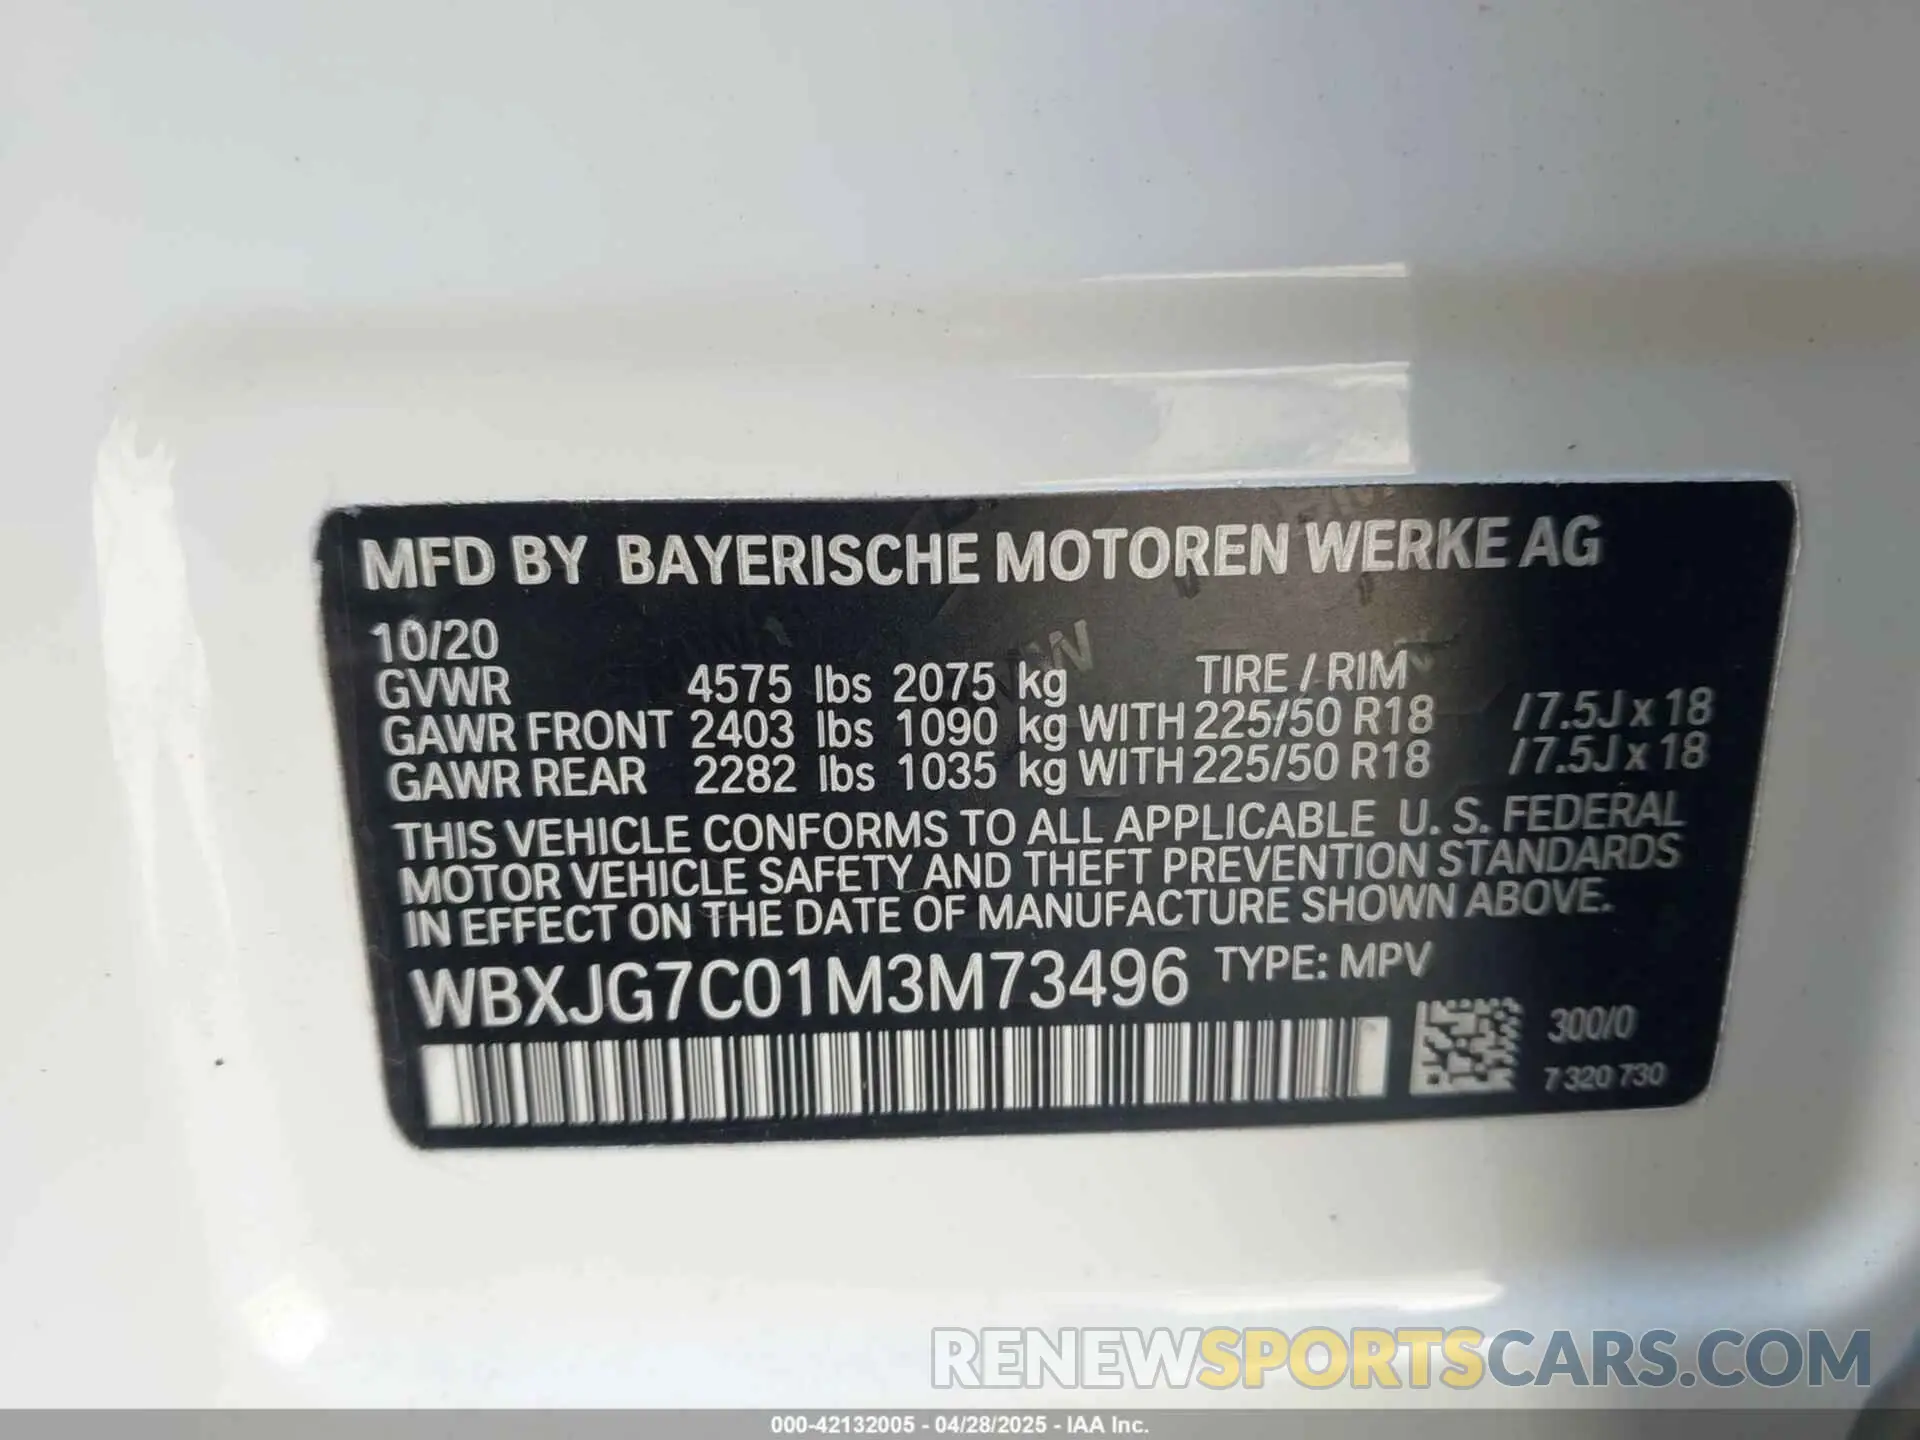 MFD BY BAYERISCHE MOTOREN WERKE AG
10/20
GVWR 4575 lbs 2075 kg TIRE / RIM
GAWR FRONT 2403 lbs 1090 kg WITH 225/50 R18 /7.5J x 18
GAWR REAR 2282 lbs 1035 kg WITH 225/50 R18 /7.5J x 18
THIS VEHICLE CONFORMS TO ALL APPLICABLE U. S. FEDERAL
MOTOR VEHICLE SAFETY AND THEFT PREVENTION STANDARDS
IN EFFECT ON THE DATE OF MANUFACTURE SHOWN ABOVE.
WBXJG7C01M3M73496 TYPE: MPV
300/0
7 320 730
RENEWSPORTSCARS.COM
000-42132005 - 04/28/2025 - IAA Inc.